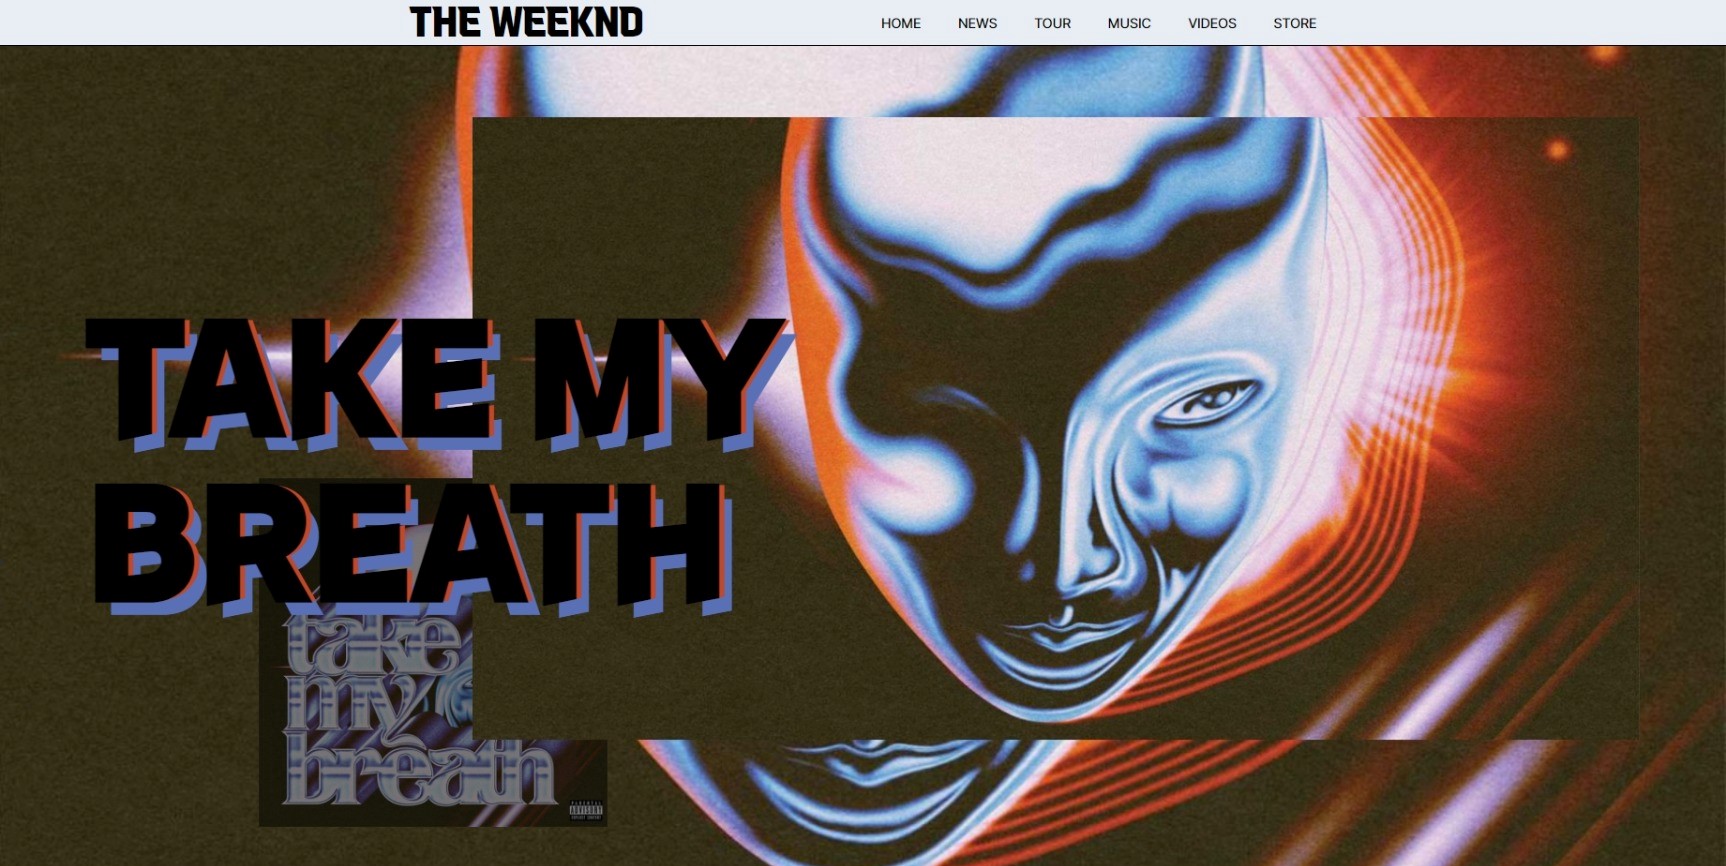 THE WEEKND
HOME NEWS TOUR MUSIC VIDEOS STORE
TAKE MY
BREATH
take
my
breath
PARENTAL
ADVISORY
EXPLICIT CONTENT